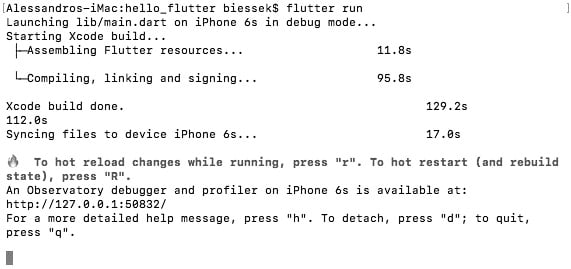 [Alessandros-iMac:hello_flutter biessek$ flutter run ]
Launching lib/main.dart on iPhone 6s in debug mode...
Starting Xcode build...
├─Assembling Flutter resources... 11.8s
└─Compiling, linking and signing... 95.8s
Xcode build done. 129.2s
112.0s
Syncing files to device iPhone 6s... 17.0s
🔥 To hot reload changes while running, press "r". To hot restart (and rebuild
state), press "R".
An Observatory debugger and profiler on iPhone 6s is available at:
http://127.0.0.1:50832/
For a more detailed help message, press "h". To detach, press "d"; to quit,
press "q".